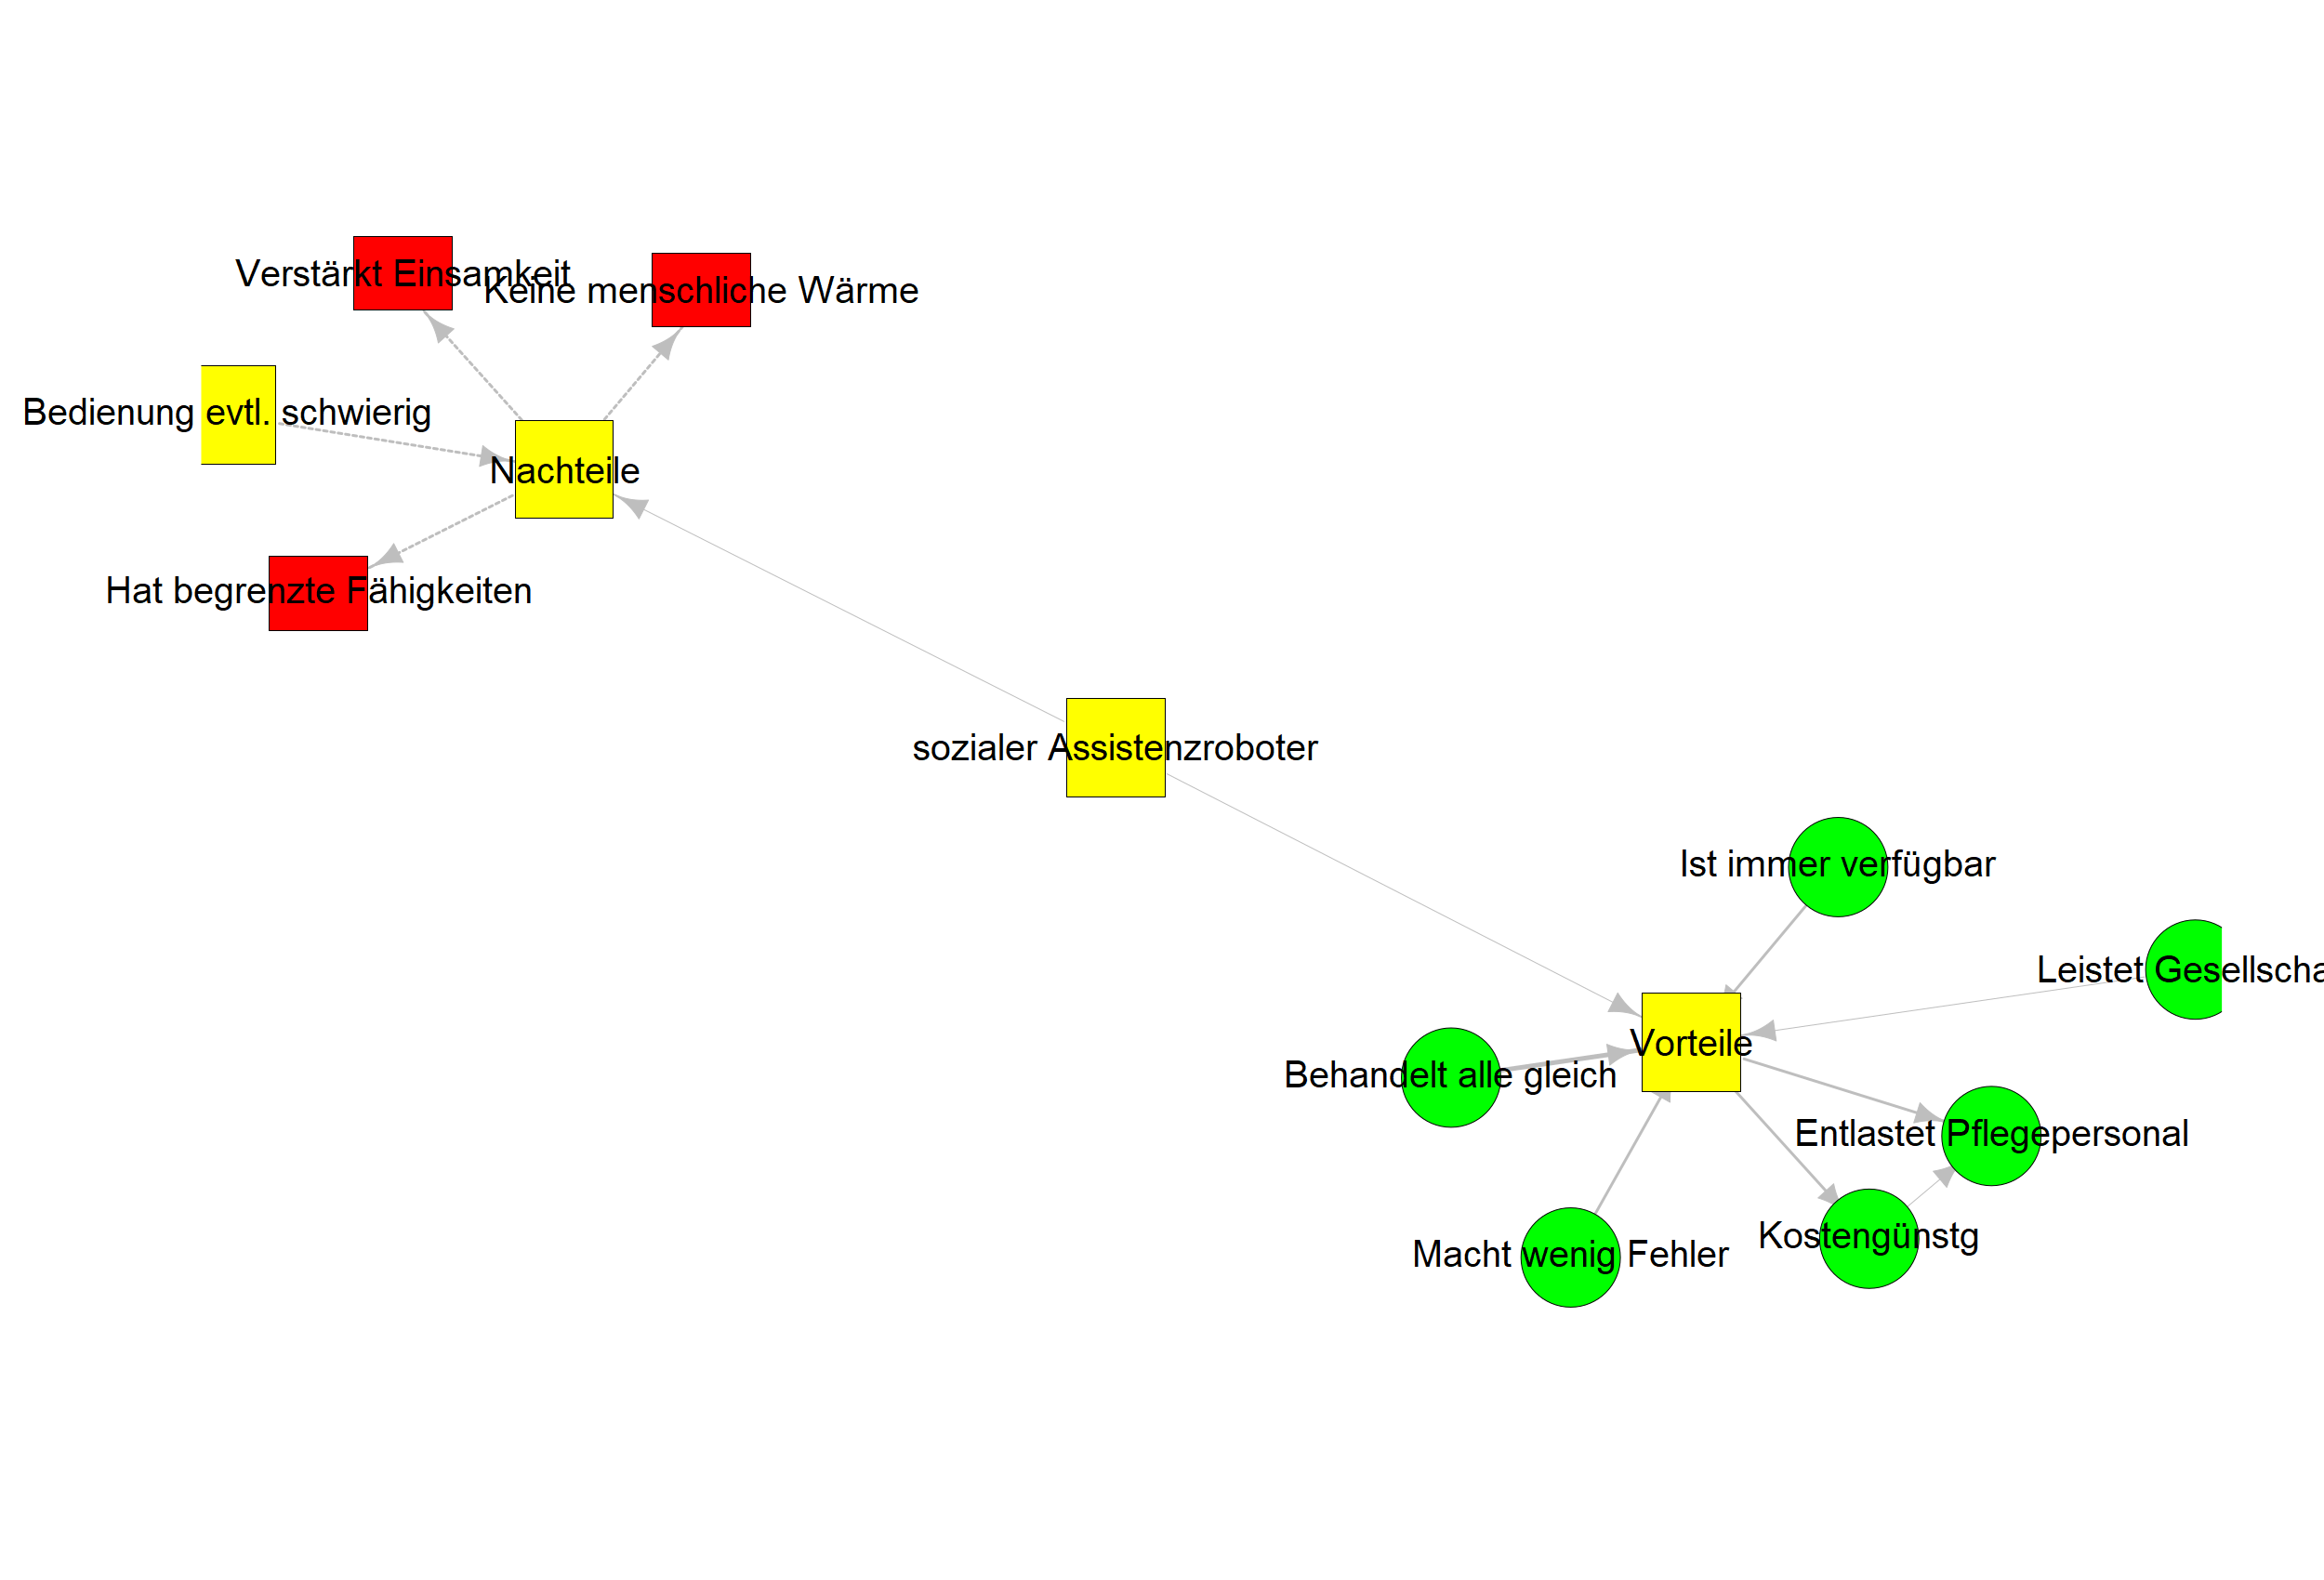 Verstärkt Einsamkeit
Keine menschliche Wärme
Bedienung evtl. schwierig
Nachteile
Hat begrenzte Fähigkeiten
sozialer Assistenzroboter
Ist immer verfügbar
Leistet Gesellscha
Vorteile
Behandelt alle gleich
Entlastet Pflegepersonal
Kostengünstg
Macht wenig Fehler